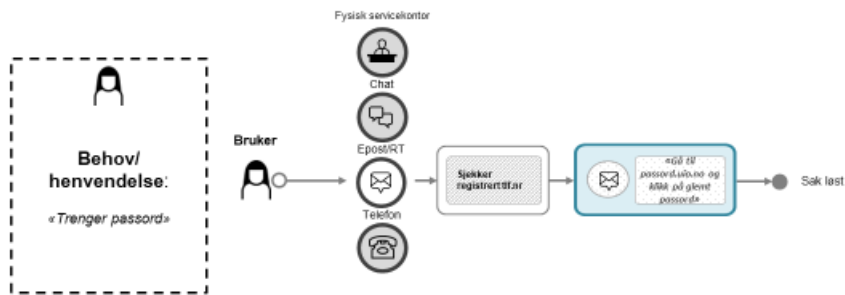 Behov/
henvendelse:
«Trenger passord»
Bruker
Fysisk servicekontor
Chat
Epost/RT
Telefon
Sjekker
registrert tlf.nr
«Gå til
passord.uio.no og
klikk på glemt
passord»
Sak løst